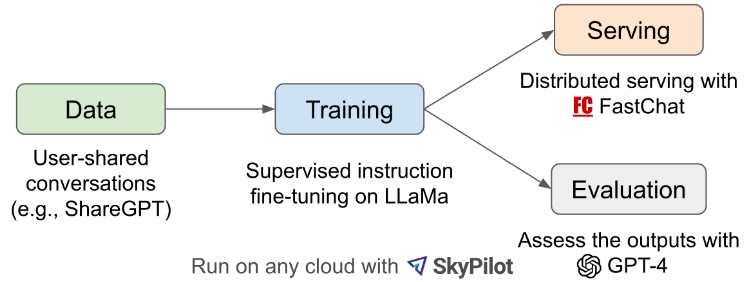 Data
User-shared
conversations
(e.g., ShareGPT)
Training
Supervised instruction
fine-tuning on LLaMa
Serving
Distributed serving with
FC FastChat
Evaluation
Assess the outputs with
GPT-4
Run on any cloud with SkyPilot